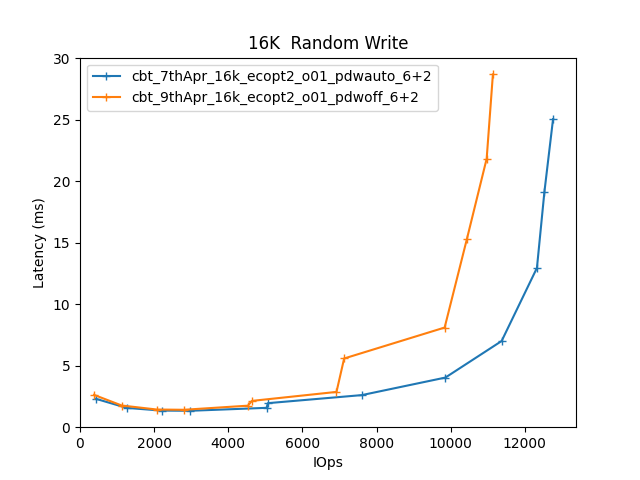 16K  Random Write
cbt_7thApr_16k_ecopt2_o01_pdwauto_6+2
cbt_9thApr_16k_ecopt2_o01_pdwoff_6+2
Latency (ms)
30
25
20
15
10
5
0
0 2000 4000 6000 8000 10000 12000
IOps